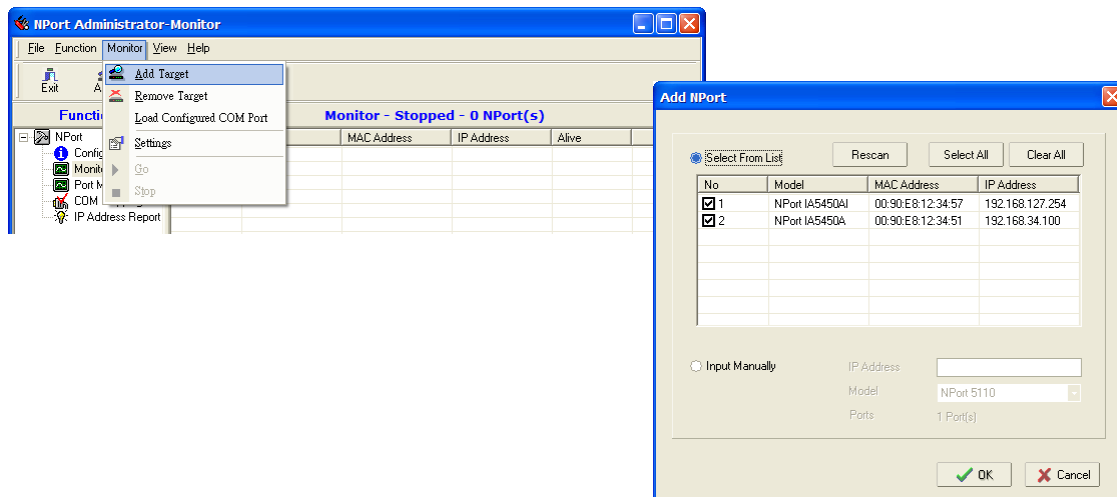 NPort Administrator-Monitor
File Function Monitor View Help
Exit
Add Target
Remove Target
Load Configured COM Port
Settings
Go
Stop
Monitor - Stopped - 0 NPort(s)
MAC Address IP Address Alive
NPort
COM
IP Address Report
Add NPort
Select From List Rescan Select All Clear All
No Model MAC Address IP Address
1 NPort IA5450AI 00:90:E8:12:34:57 192.168.127.254
2 NPort IA5450A 00:90:E8:12:34:51 192.168.34.100
Input Manually IP Address
Model NPort 5110
Ports 1 Port(s)
OK Cancel